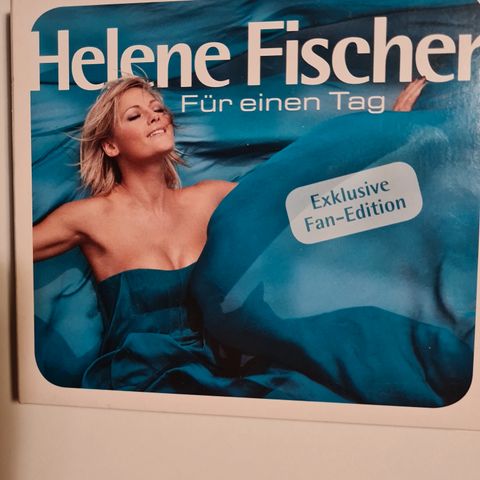 Helene Fischer
Für einen Tag
Exklusive
Fan-Edition